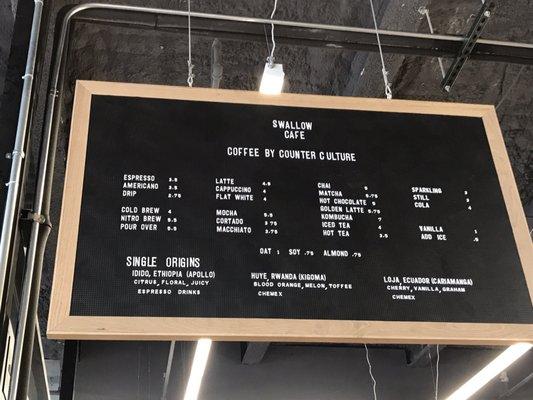 SWALLOW
CAFE
COFFEE BY COUNTER C ULTURE
ESPRESSO 3.5
AMERICANO 3.5
DRIP 2.75
COLD BREW 4
NITRO BREW 5.5
POUR OVER 5.5
LATTE 4.5
CAPPUCCINO 4
FLAT WHITE 4
MOCHA 5.5
CORTADO 3.75
MACCHIATO 3.75
CHAI 5
MATCHA 5.75
HOT CHOCOLATE 5
GOLDEN LATTE 5.75
KOMBUCHA 7
ICED TEA 4
HOT TEA 3.5
SPARKLING 3
STILL 2
COLA 4
VANILLA 1
ADD ICE .5
OAT 1 SOY .75 ALMOND .75
SINGLE ORIGINS
IDIDO, ETHIOPIA (APOLLO)
CITRUS, FLORAL, JUICY
ESPRESSO DRINKS
HUYE, RWANDA (KIGOMA)
BLOOD ORANGE, MELON, TOFFEE
CHEMEX
LOJA, ECUADOR (CARIAMANGA)
CHERRY, VANILLA, GRAHAM
CHEMEX